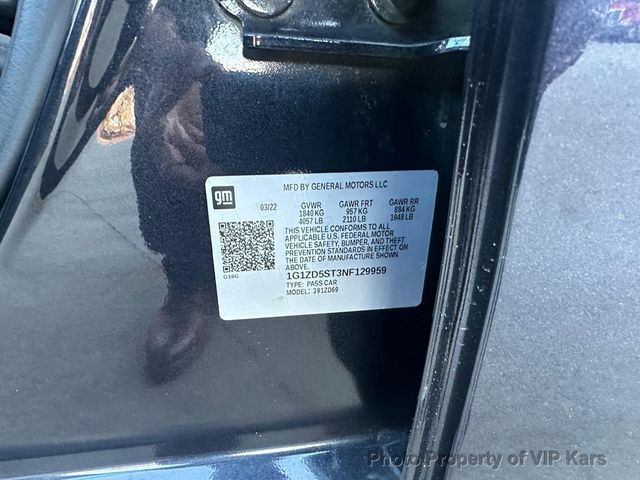 gm
MFD BY GENERAL MOTORS LLC
03/22 GVWR GAWR FRT GAWR RR
1840 KG 957 KG 884 KG
4057 LB 2110 LB 1948 LB
THIS VEHICLE CONFORMS TO ALL
APPLICABLE U.S. FEDERAL MOTOR
VEHICLE SAFETY, BUMPER, AND THEFT
PREVENTION STANDARDS IN EFFECT ON
THE DATE OF MANUFACTURE SHOWN
ABOVE.
1G1ZD5ST3NF129959
TYPE: PASS CAR
MODEL: 391ZD69
G18G
Photo Property of VIP Kars